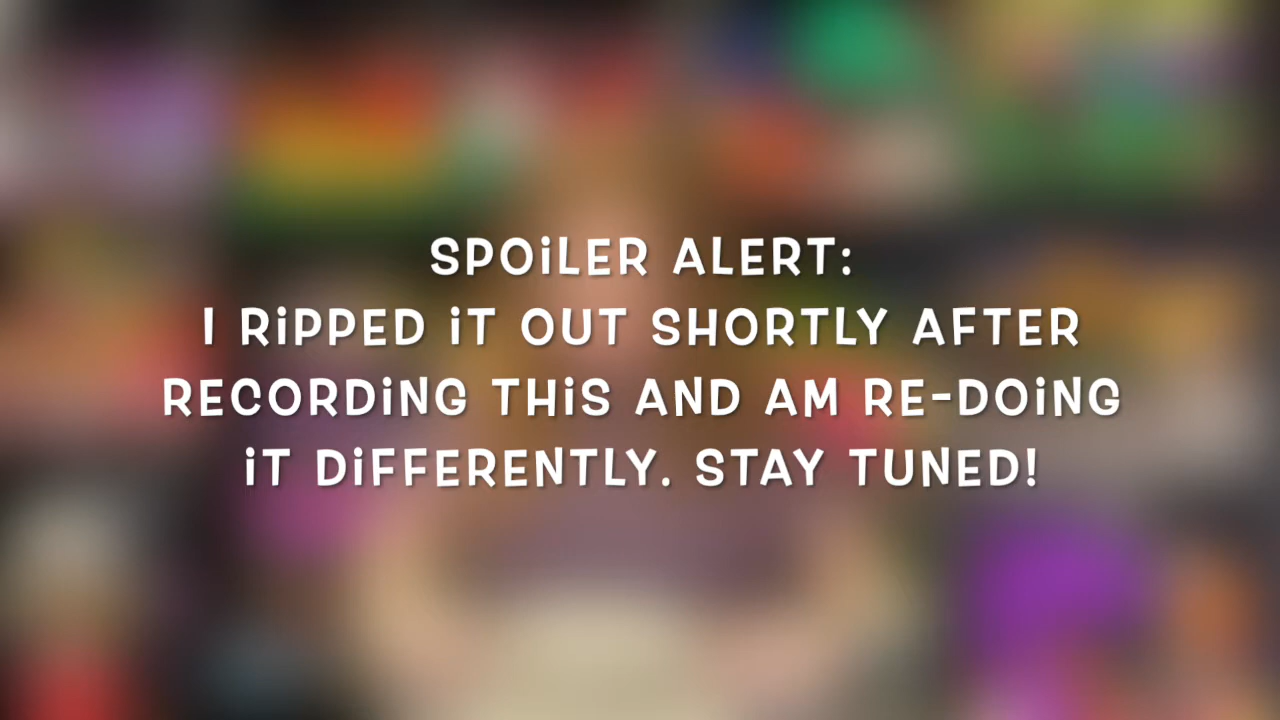 SPOiLER ALERT:
I RiPPED iT OUT SHORTLY AFTER
RECORDiNG THiS AND AM RE-DOiNG
iT DiFFERENTLY. STAY TUNED!